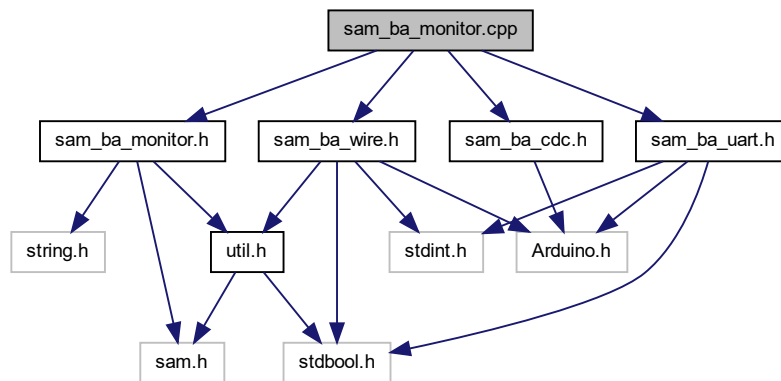 sam_ba_monitor.cpp
sam_ba_monitor.h
sam_ba_wire.h
sam_ba_cdc.h
sam_ba_uart.h
string.h
util.h
stdint.h
Arduino.h
sam.h
stdbool.h